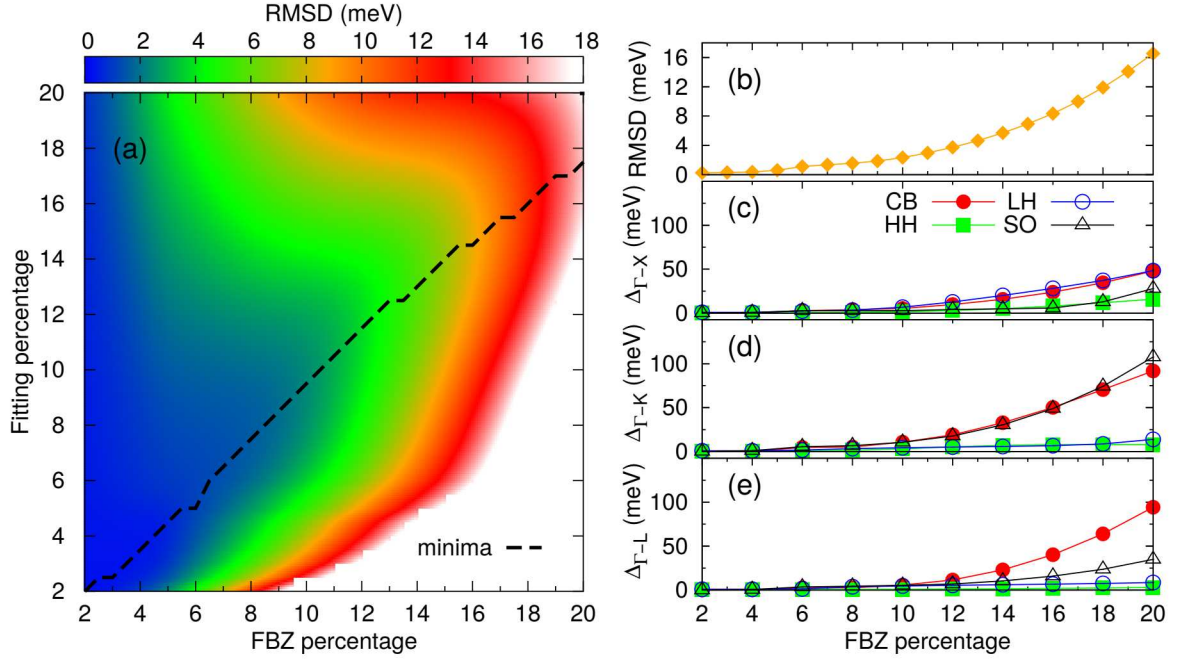 RMSD (meV)
0 2 4 6 8 10 12 14 16 18
(a)
Fitting percentage
20
18
16
14
12
10
8
6
4
2
minima
2 4 6 8 10 12 14 16 18 20
FBZ percentage
(b)
RMSD (meV)
16
12
8
4
0
(c)
CB LH
HH SO
Δ_{Γ−X} (meV)
100
50
0
(d)
Δ_{Γ−K} (meV)
100
50
0
(e)
Δ_{Γ−L} (meV)
100
50
0
2 4 6 8 10 12 14 16 18 20
FBZ percentage